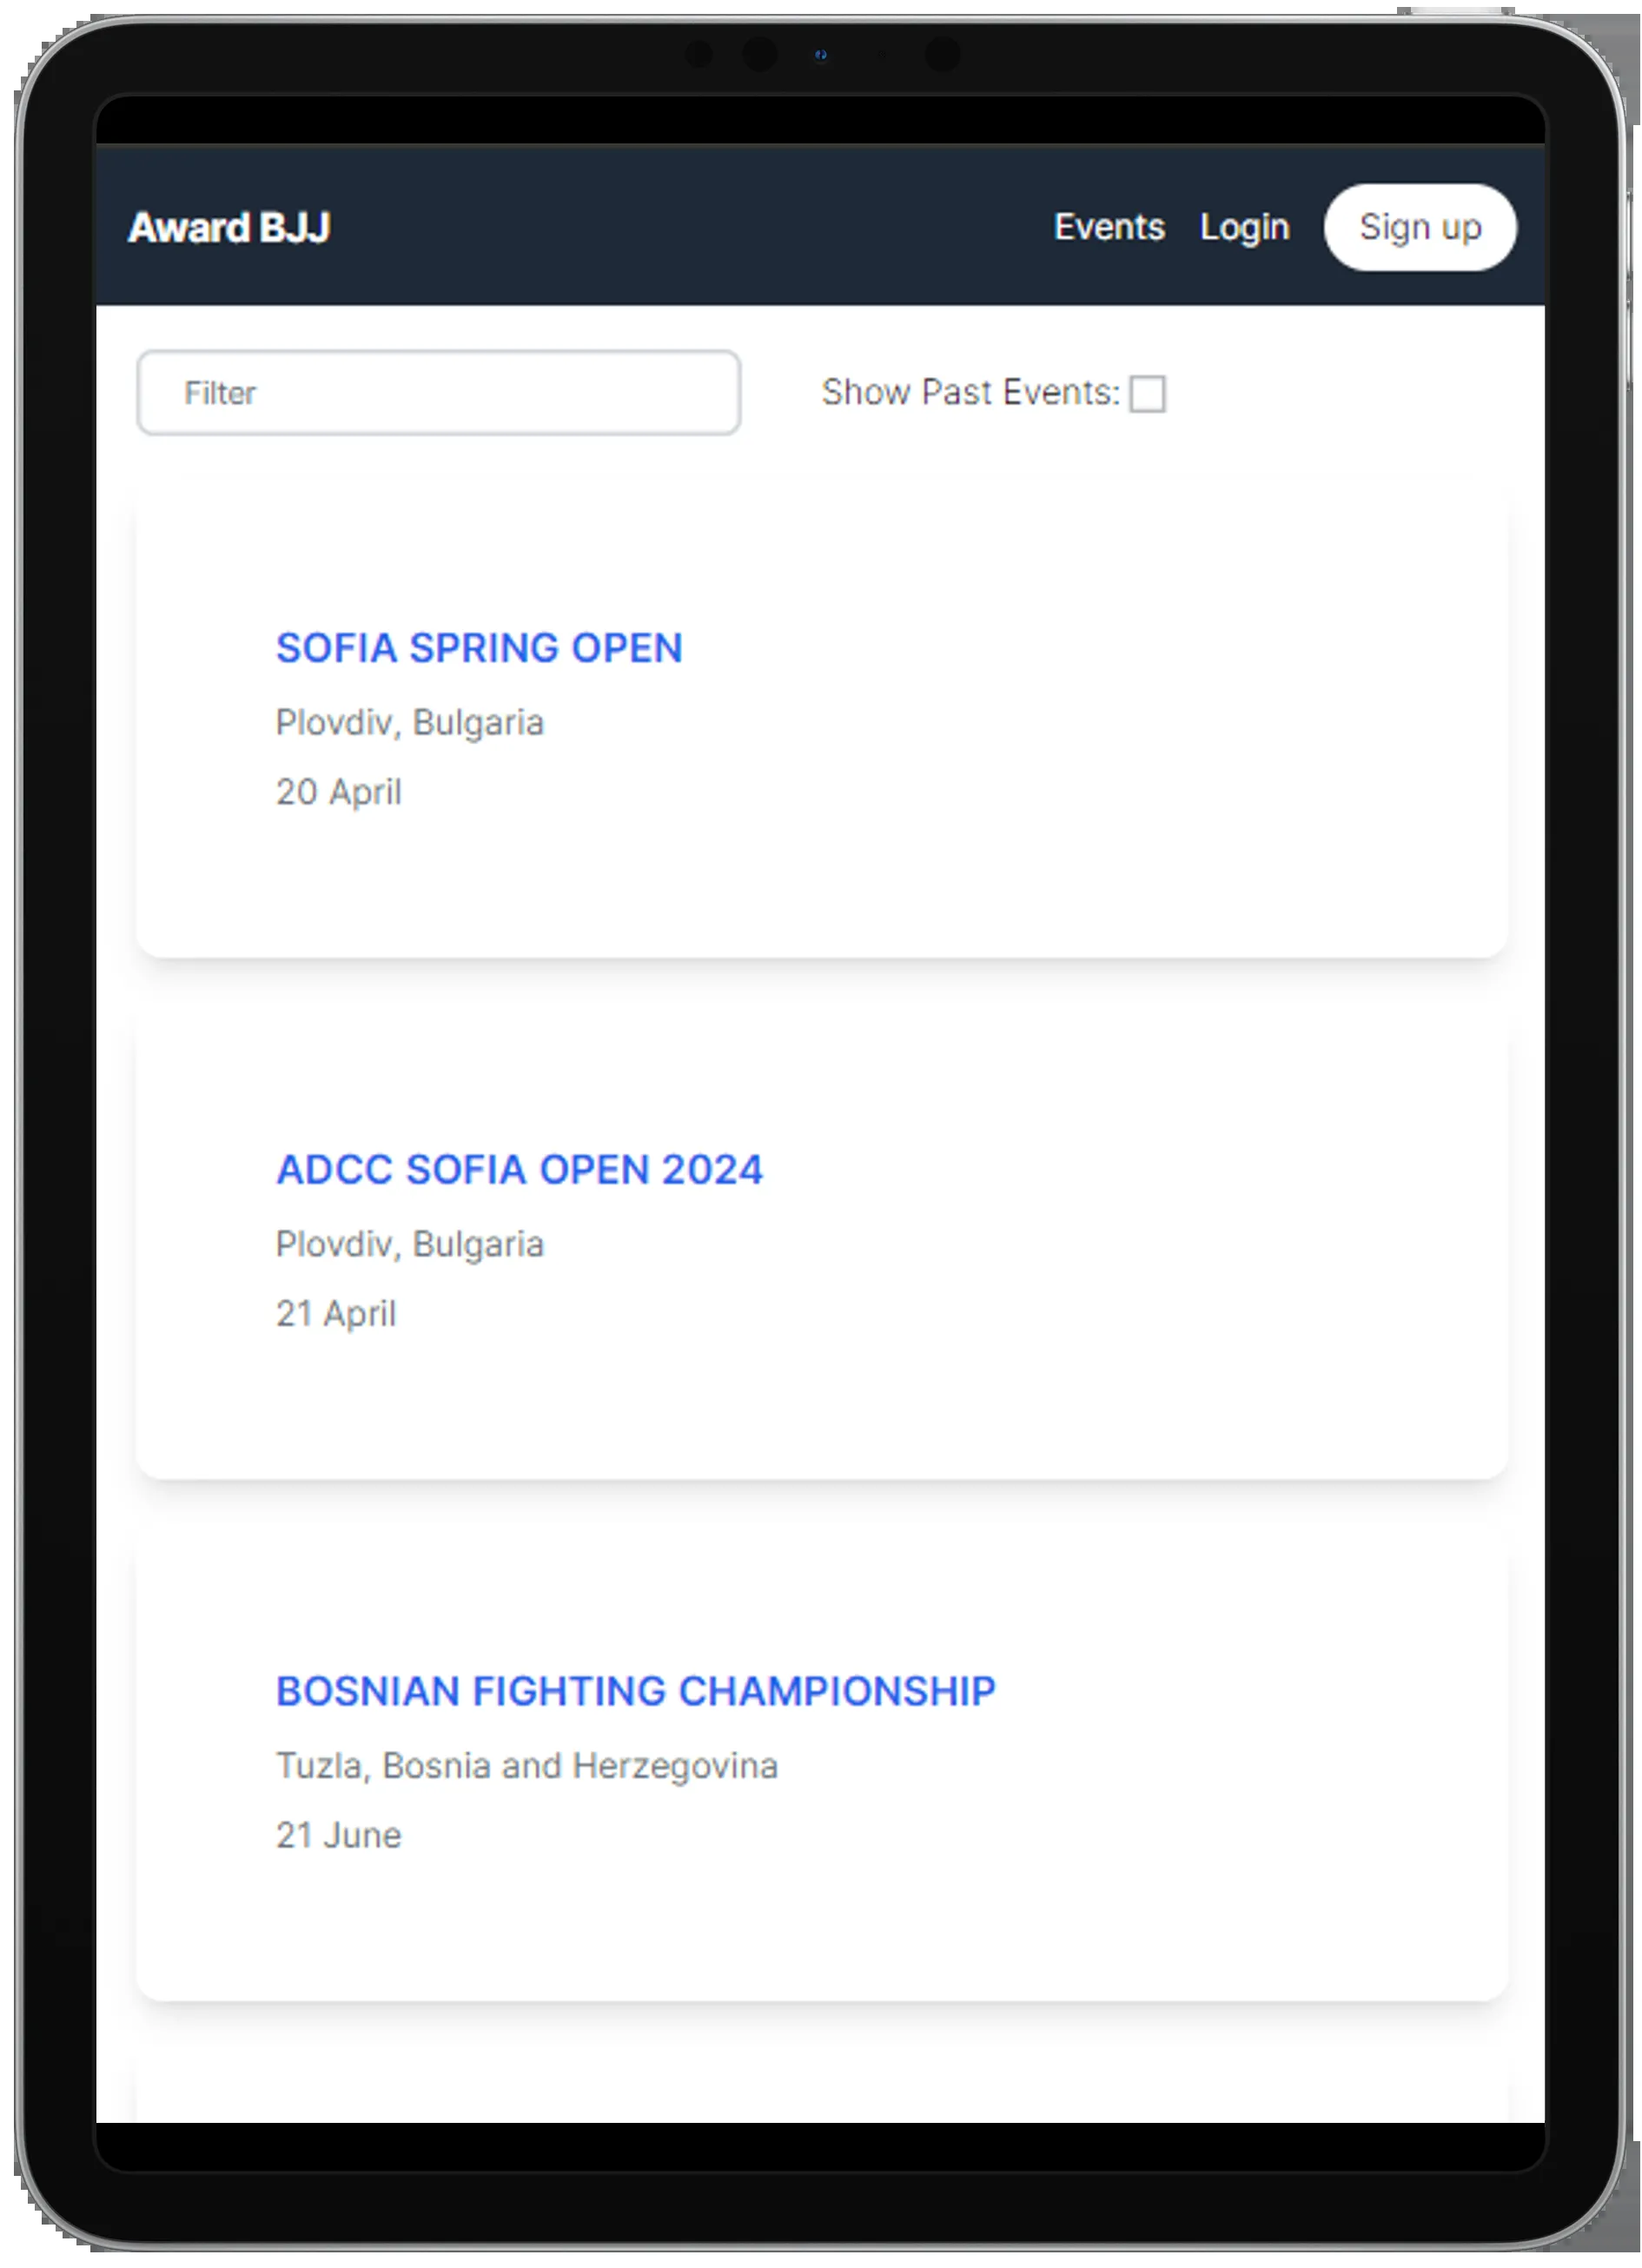 Award BJJ
Events Login Sign up
Filter
Show Past Events:
SOFIA SPRING OPEN
Plovdiv, Bulgaria
20 April
ADCC SOFIA OPEN 2024
Plovdiv, Bulgaria
21 April
BOSNIAN FIGHTING CHAMPIONSHIP
Tuzla, Bosnia and Herzegovina
21 June